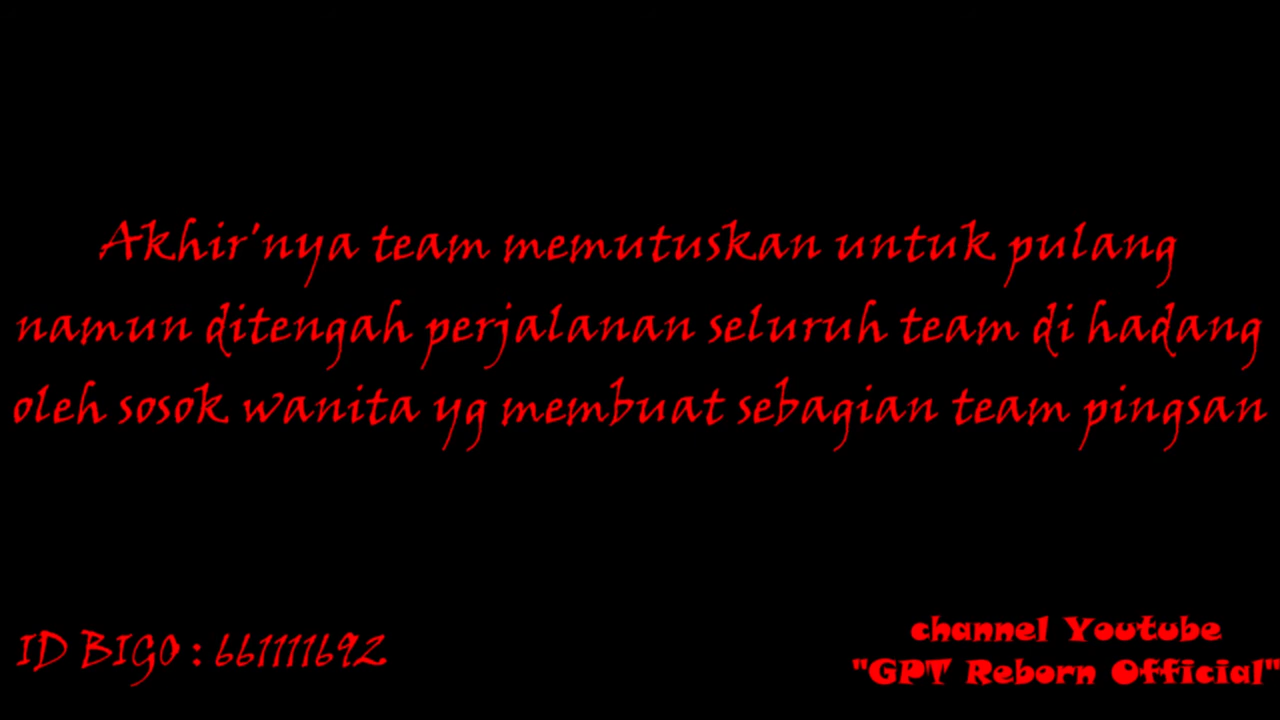 Akhir'nya team memutuskan untuk pulang
namun ditengah perjalanan seluruh team di hadang
oleh sosok wanita yg membuat sebagian team pingsan
ID BIGO : 661111692
channel Youtube
"GPT Reborn Official"